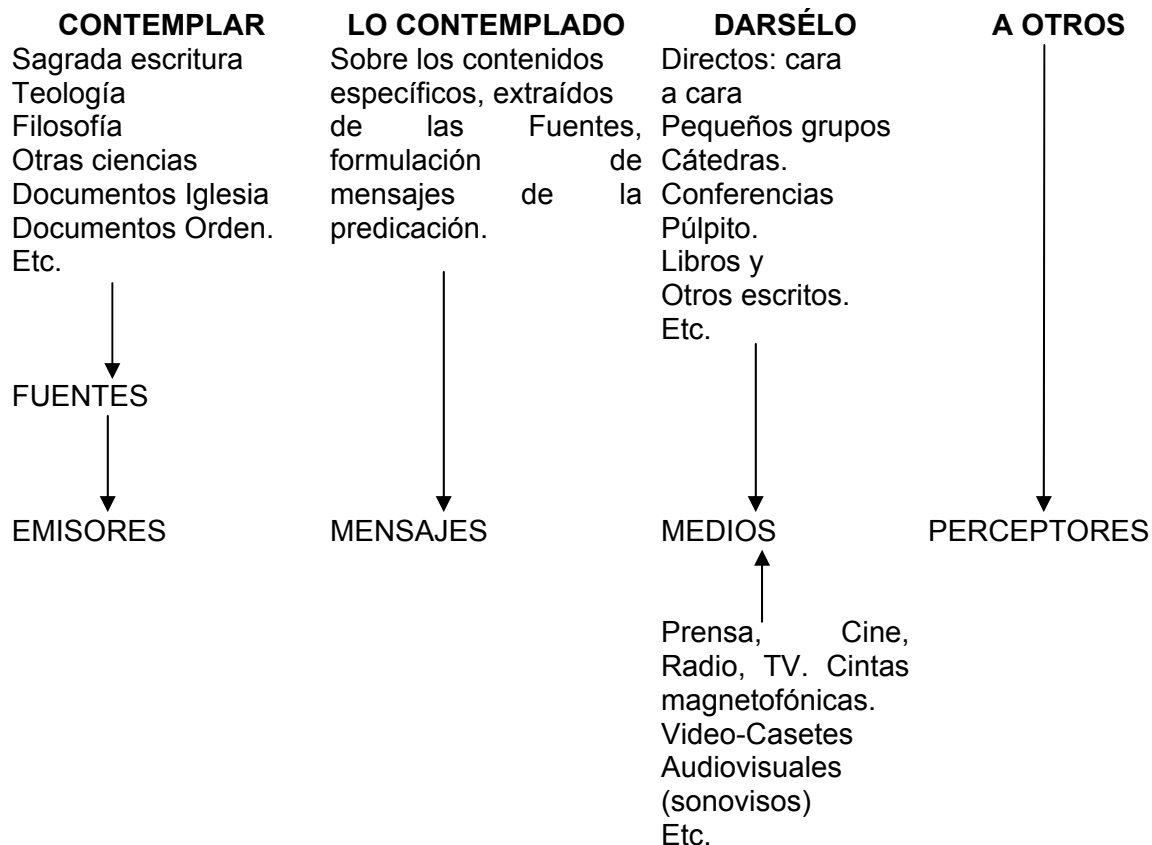 CONTEMPLAR
Sagrada escritura
Teología
Filosofía
Otras ciencias
Documentos Iglesia
Documentos Orden.
Etc.
FUENTES
EMISORES
LO CONTEMPLADO
Sobre los contenidos
específicos, extraídos
de las Fuentes,
formulación de
mensajes de la
predicación.
MENSAJES
DARSÉLO
Directos: cara
a cara
Pequeños grupos
Cátedras.
Conferencias
Púlpito.
Libros y
Otros escritos.
Etc.
MEDIOS
Prensa, Cine,
Radio, TV. Cintas
magnetofónicas.
Video-Casetes
Audiovisuales
(sonovisos)
Etc.
A OTROS
PERCEPTORES